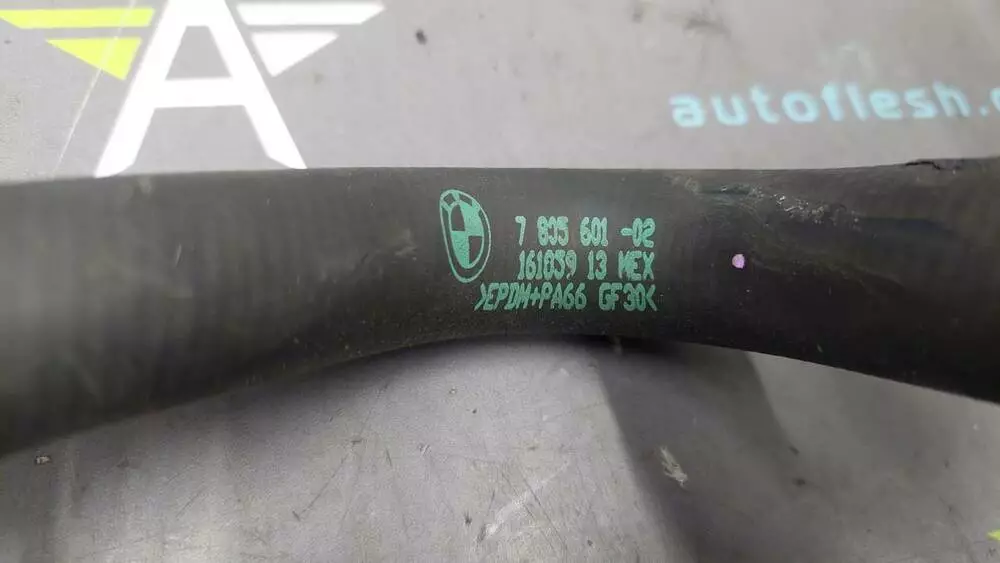 autoflesh.
7 805 601 -02
161039 13 MEX
>EPDM+PA66 GF30<